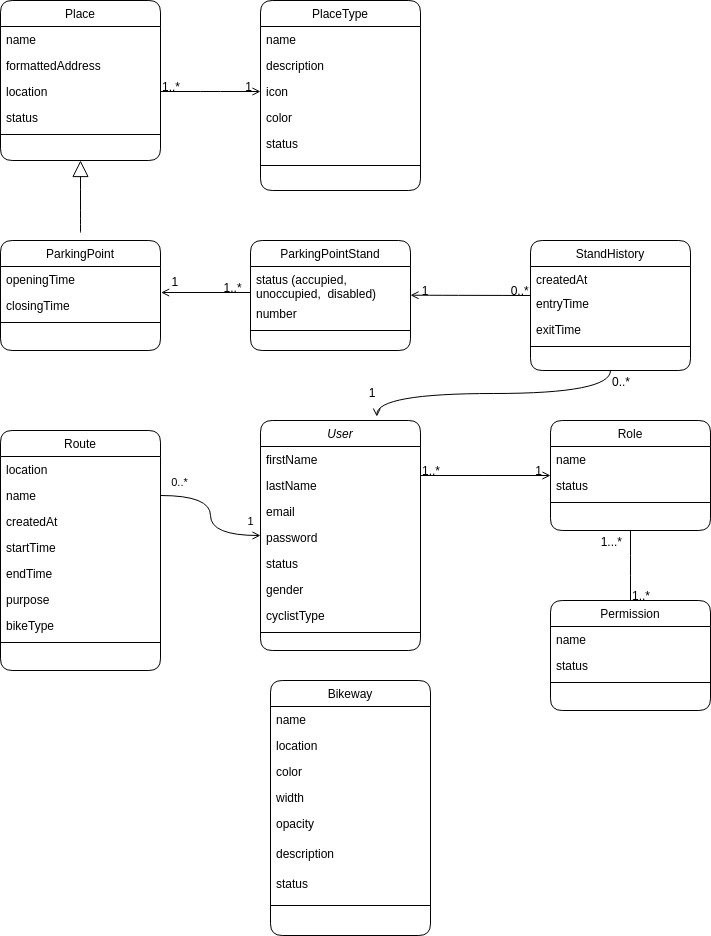 Place
name
formattedAddress
location
status
1..*
1
PlaceType
name
description
icon
color
status
ParkingPoint
openingTime
closingTime
1
1..*
ParkingPointStand
status (accupied,
unoccupied,  disabled)
number
1
0..*
StandHistory
createdAt
entryTime
exitTime
0..*
1
Route
location
name
createdAt
startTime
endTime
purpose
bikeType
0..*
1
User
firstName
lastName
email
password
status
gender
cyclistType
1..*
1
Role
name
status
1...*
1..*
Permission
name
status
Bikeway
name
location
color
width
opacity
description
status